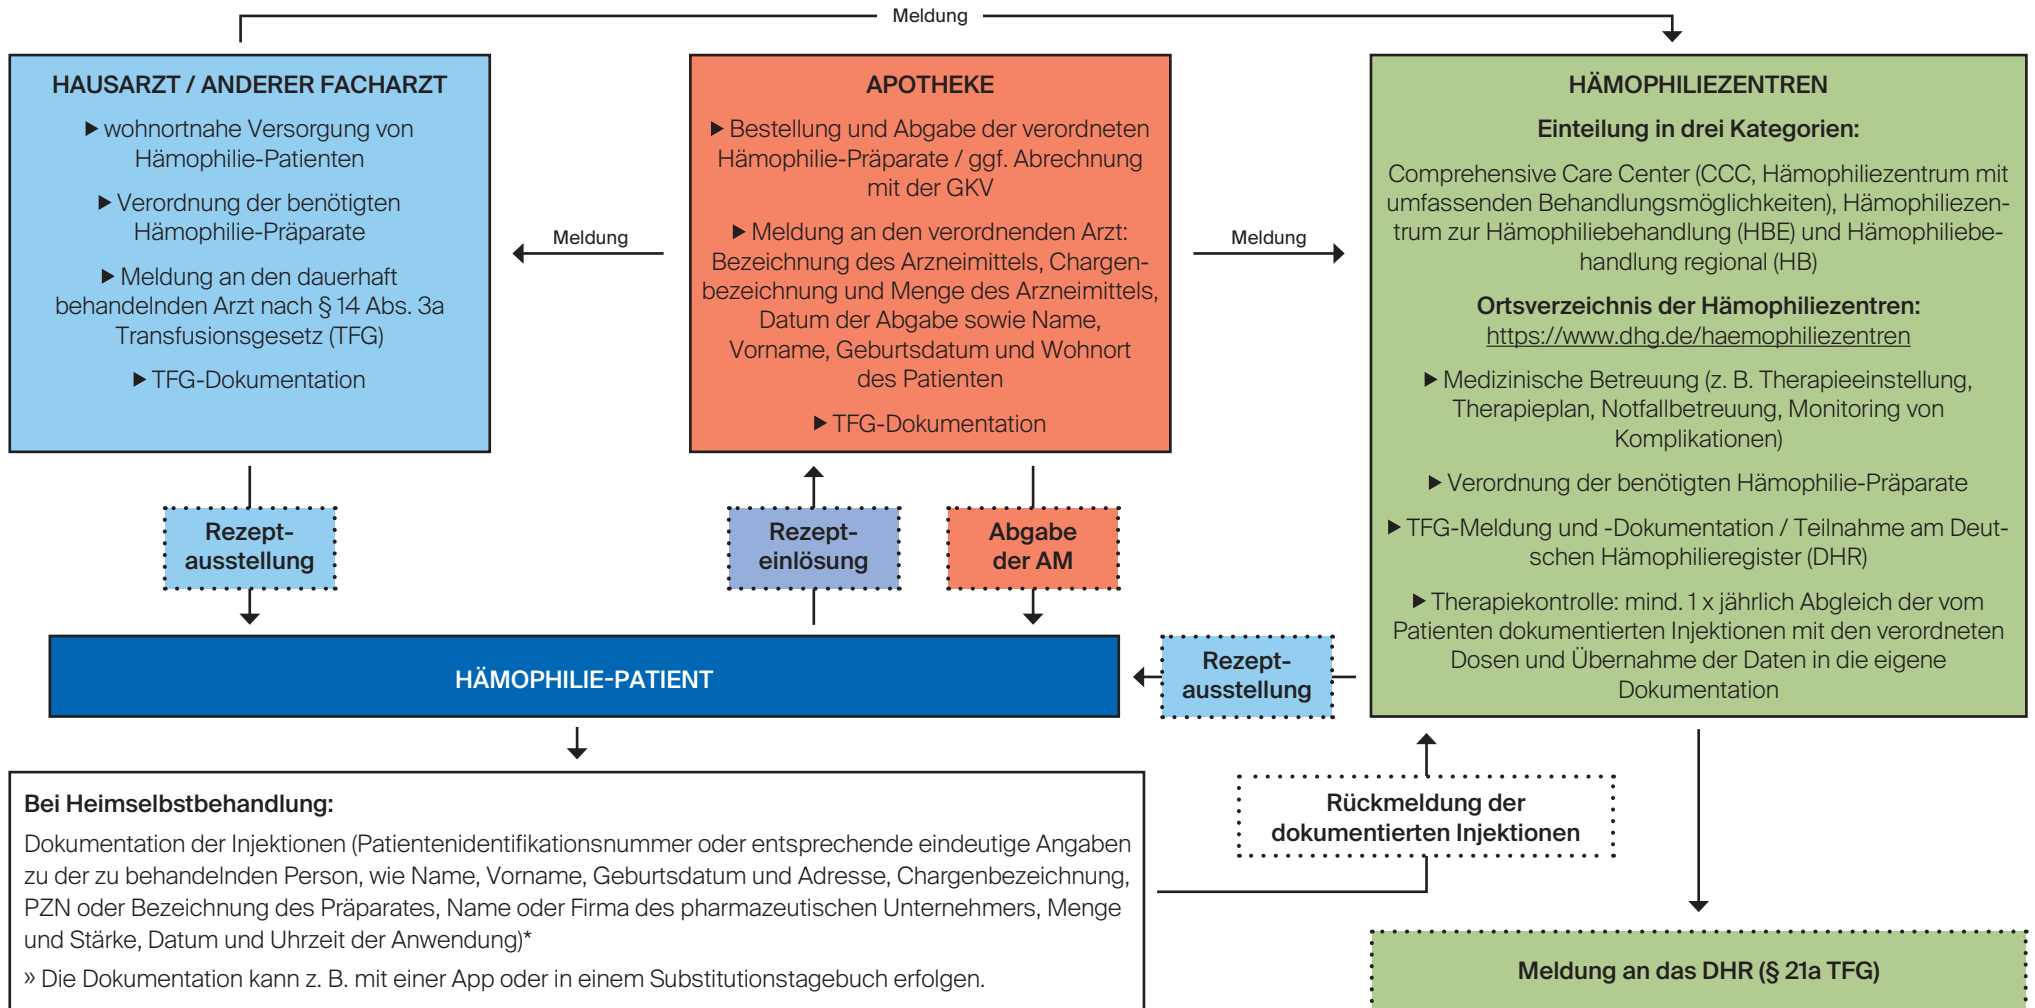 Meldung
HAUSARZT / ANDERER FACHARZT
▶ wohnortnahe Versorgung von
Hämophilie-Patienten
▶ Verordnung der benötigten
Hämophilie-Präparate
▶ Meldung an den dauerhaft
behandelnden Arzt nach § 14 Abs. 3a
Transfusionsgesetz (TFG)
▶ TFG-Dokumentation
Meldung
APOTHEKE
▶ Bestellung und Abgabe der verordneten
Hämophilie-Präparate / ggf. Abrechnung
mit der GKV
▶ Meldung an den verordnenden Arzt:
Bezeichnung des Arzneimittels, Chargen-
bezeichnung und Menge des Arzneimittels,
Datum der Abgabe sowie Name,
Vorname, Geburtsdatum und Wohnort
des Patienten
▶ TFG-Dokumentation
Meldung
HÄMOPHILIEZENTREN
Einteilung in drei Kategorien:
Comprehensive Care Center (CCC, Hämophiliezentrum mit
umfassenden Behandlungsmöglichkeiten), Hämophiliezen-
trum zur Hämophiliebehandlung (HBE) und Hämophiliebe-
handlung regional (HB)
Ortsverzeichnis der Hämophiliezentren:
https://www.dhg.de/haemophiliezentren
▶ Medizinische Betreuung (z. B. Therapieeinstellung,
Therapieplan, Notfallbetreuung, Monitoring von
Komplikationen)
▶ Verordnung der benötigten Hämophilie-Präparate
▶ TFG-Meldung und -Dokumentation / Teilnahme am Deut-
schen Hämophilieregister (DHR)
▶ Therapiekontrolle: mind. 1 x jährlich Abgleich der vom
Patienten dokumentierten Injektionen mit den verordneten
Dosen und Übernahme der Daten in die eigene
Dokumentation
Rezept-
ausstellung
Rezept-
einlösung
Abgabe
der AM
HÄMOPHILIE-PATIENT
Rezept-
ausstellung
Bei Heimselbstbehandlung:
Dokumentation der Injektionen (Patientenidentifikationsnummer oder entsprechende eindeutige Angaben
zu der zu behandelnden Person, wie Name, Vorname, Geburtsdatum und Adresse, Chargenbezeichnung,
PZN oder Bezeichnung des Präparates, Name oder Firma des pharmazeutischen Unternehmers, Menge
und Stärke, Datum und Uhrzeit der Anwendung)*
» Die Dokumentation kann z. B. mit einer App oder in einem Substitutionstagebuch erfolgen.
Rückmeldung der
dokumentierten Injektionen
Meldung an das DHR (§ 21a TFG)